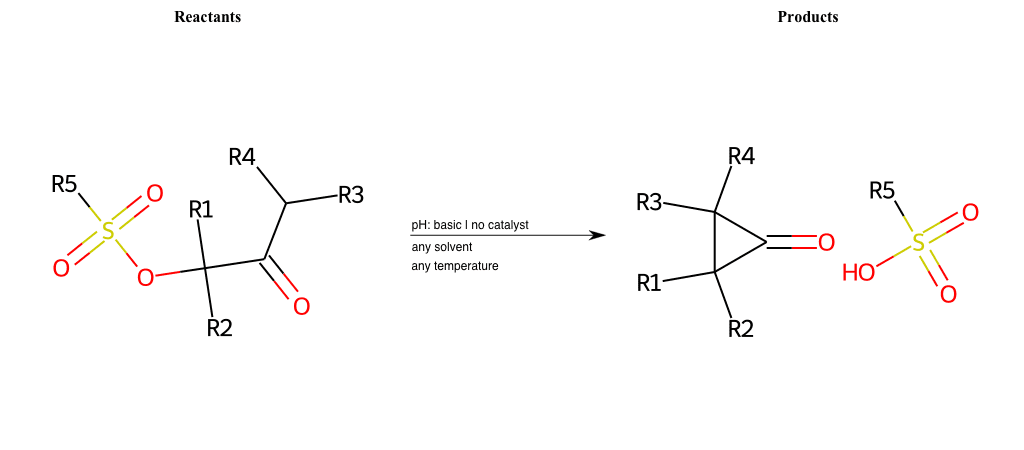 Reactants
Products
R4
R5
O
R3
R1
S
O
O
O
R2
pH: basic | no catalyst
any solvent
any temperature
R4
R3
O
R1
R2
R5
O
S
HO
O